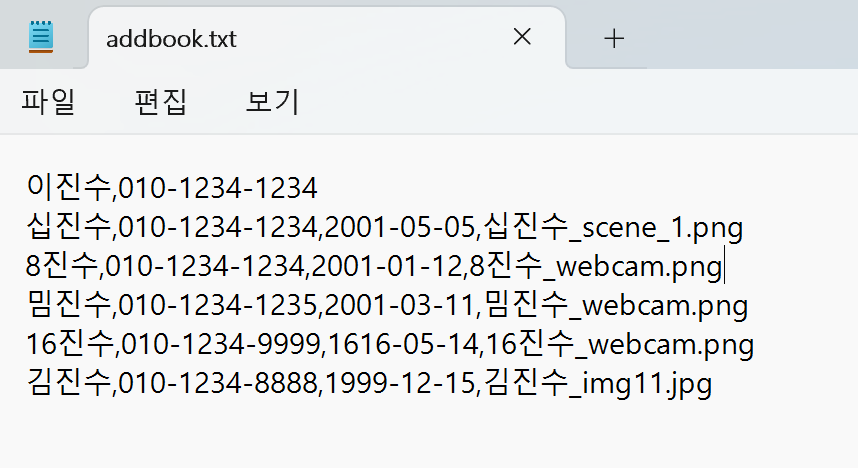 addbook.txt
파일 편집 보기
이진수,010-1234-1234
십진수,010-1234-1234,2001-05-05,십진수_scene_1.png
8진수,010-1234-1234,2001-01-12,8진수_webcam.png
밈진수,010-1234-1235,2001-03-11,밈진수_webcam.png
16진수,010-1234-9999,1616-05-14,16진수_webcam.png
김진수,010-1234-8888,1999-12-15,김진수_img11.jpg